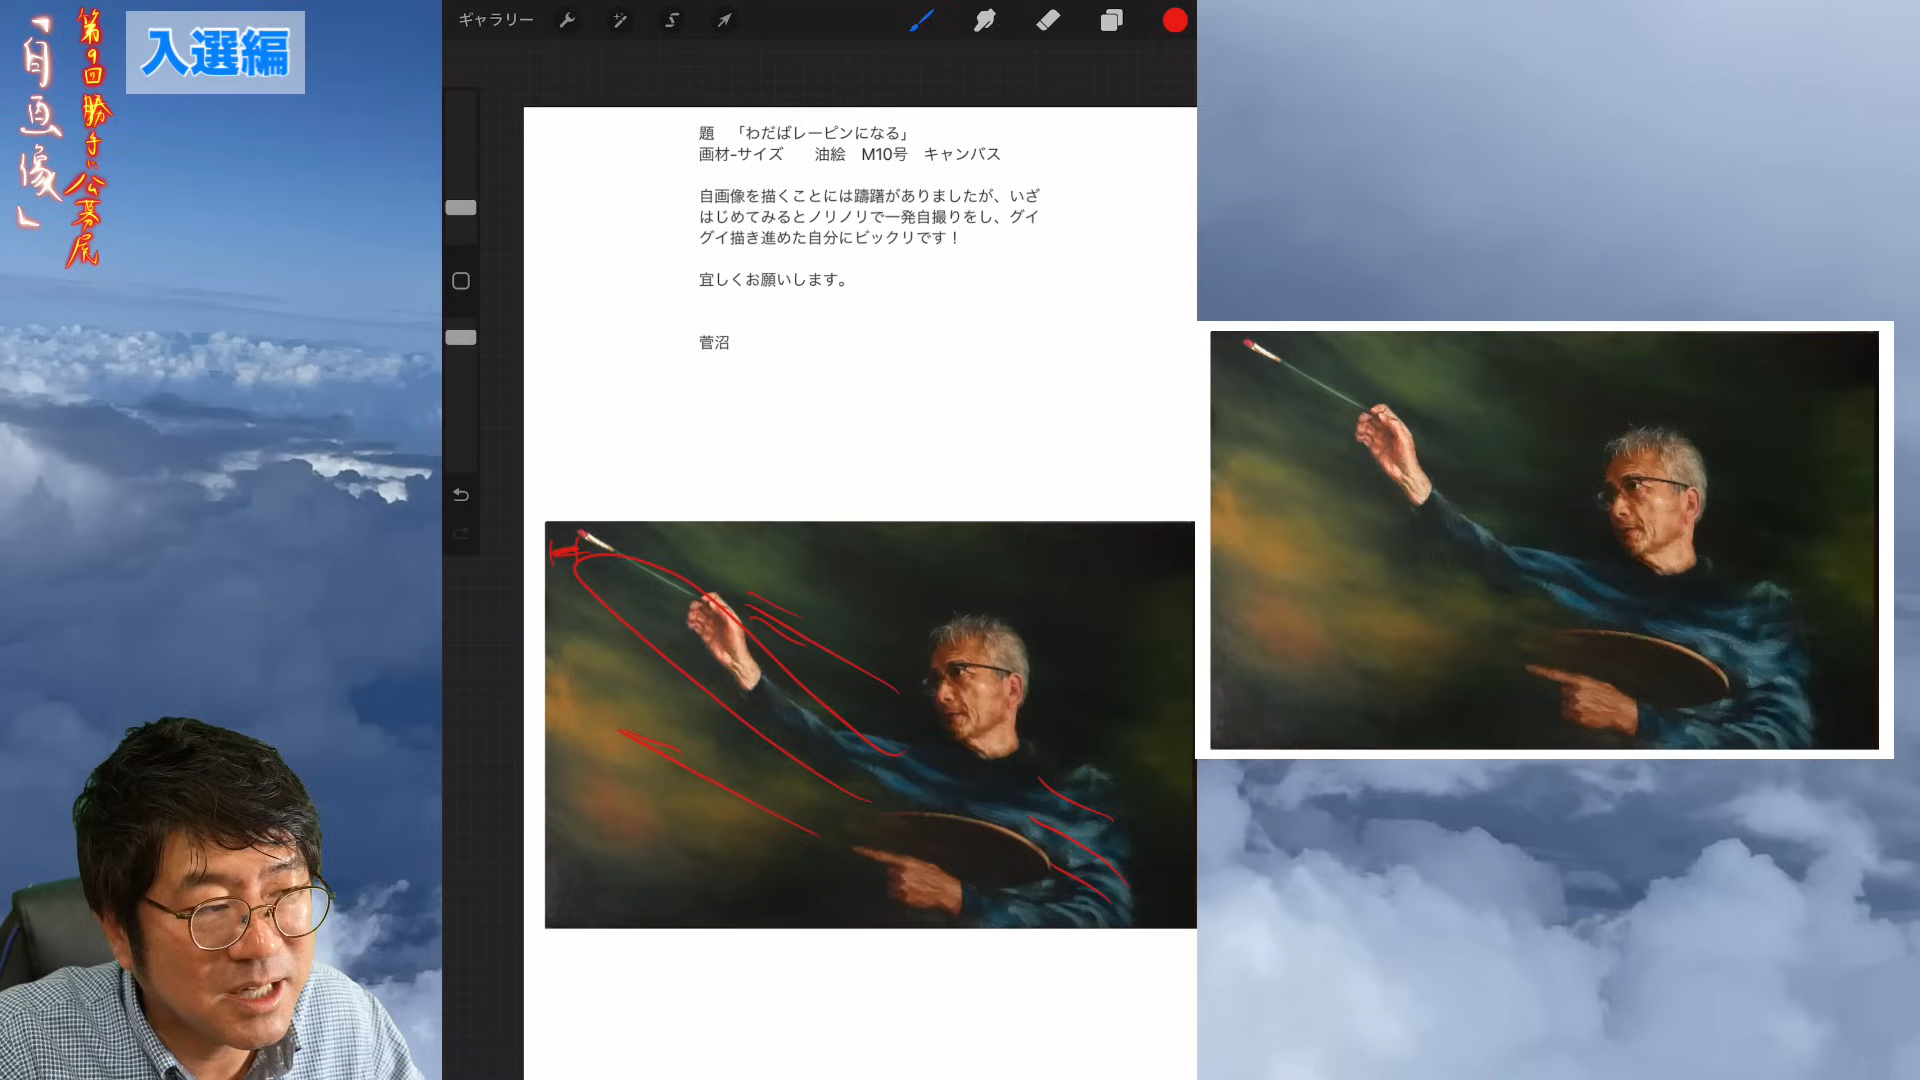 第9回勝手に公募展
「自画像」
入選編
ギャラリー
題 「わだばレーピンになる」
画材-サイズ 油絵 M10号 キャンバス
自画像を描くことには躊躇がありましたが、いざ
はじめてみるとノリノリで一発自撮りをし、グイ
グイ描き進めた自分にビックリです！
宜しくお願いします。
菅沼